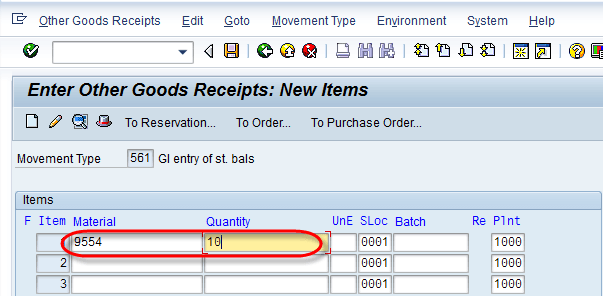 Other Goods Receipts Edit Goto Movement Type Environment System Help
Enter Other Goods Receipts: New Items
To Reservation... To Order... To Purchase Order...
Movement Type 561 GI entry of st. bals
Items
F Item Material Quantity UnE SLoc Batch Re Plnt
9554 10 0001 1000
2 0001 1000
3 0001 1000